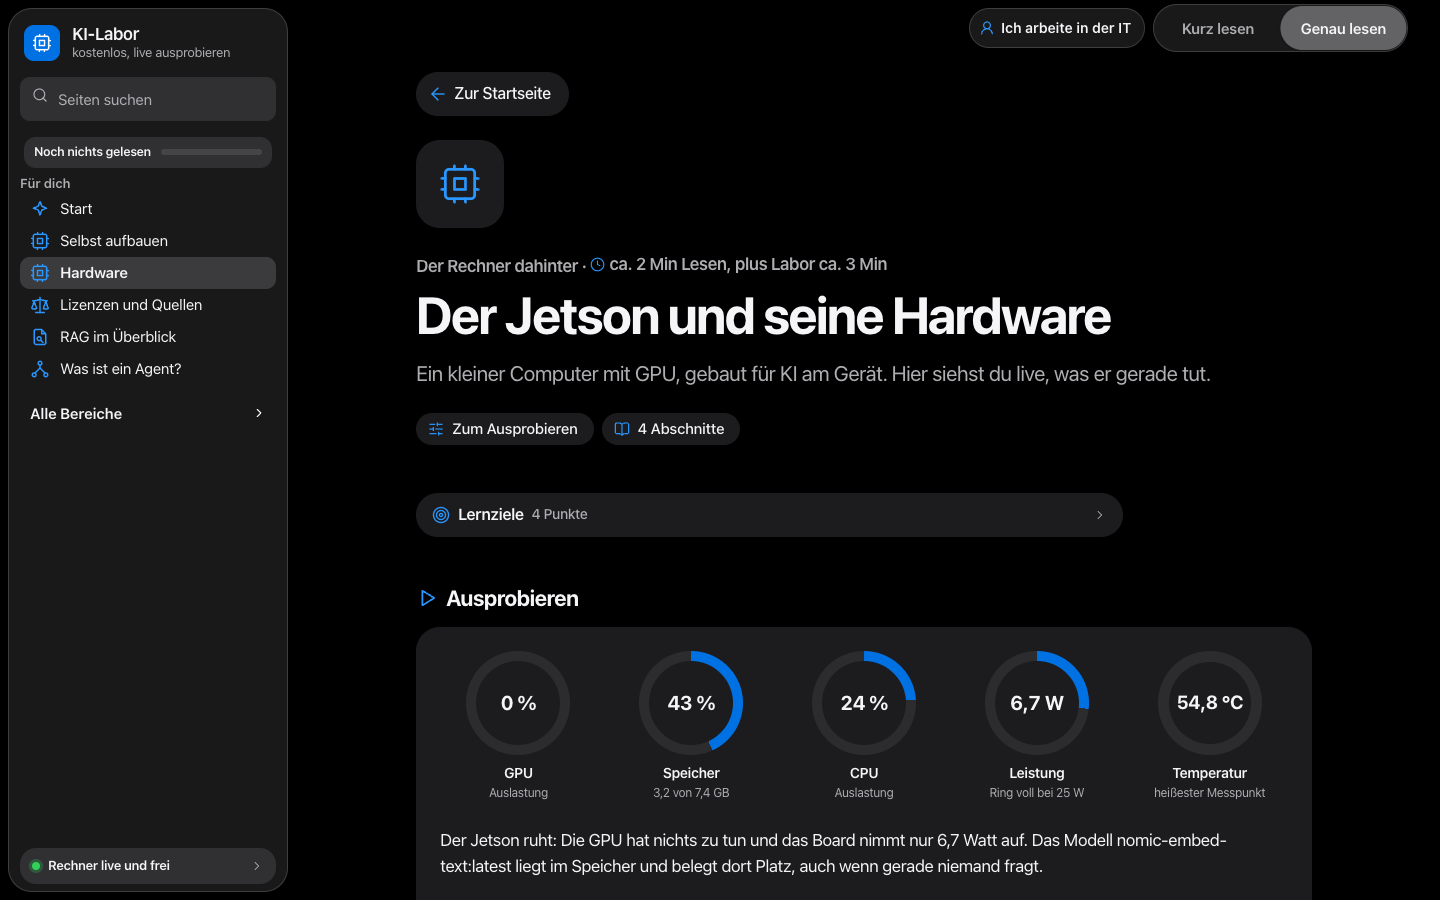 KI-Labor
kostenlos, live ausprobieren
Seiten suchen
Noch nichts gelesen
Für dich
Start
Selbst aufbauen
Hardware
Lizenzen und Quellen
RAG im Überblick
Was ist ein Agent?
Alle Bereiche
Rechner live und frei
Ich arbeite in der IT
Kurz lesen
Genau lesen
Zur Startseite
Der Rechner dahinter · ca. 2 Min Lesen, plus Labor ca. 3 Min
Der Jetson und seine Hardware
Ein kleiner Computer mit GPU, gebaut für KI am Gerät. Hier siehst du live, was er gerade tut.
Zum Ausprobieren
4 Abschnitte
Lernziele 4 Punkte
Ausprobieren
0 %
GPU
Auslastung
43 %
Speicher
3,2 von 7,4 GB
24 %
CPU
Auslastung
6,7 W
Leistung
Ring voll bei 25 W
54,8 °C
Temperatur
heißester Messpunkt
Der Jetson ruht: Die GPU hat nichts zu tun und das Board nimmt nur 6,7 Watt auf. Das Modell nomic-embed-
text:latest liegt im Speicher und belegt dort Platz, auch wenn gerade niemand fragt.